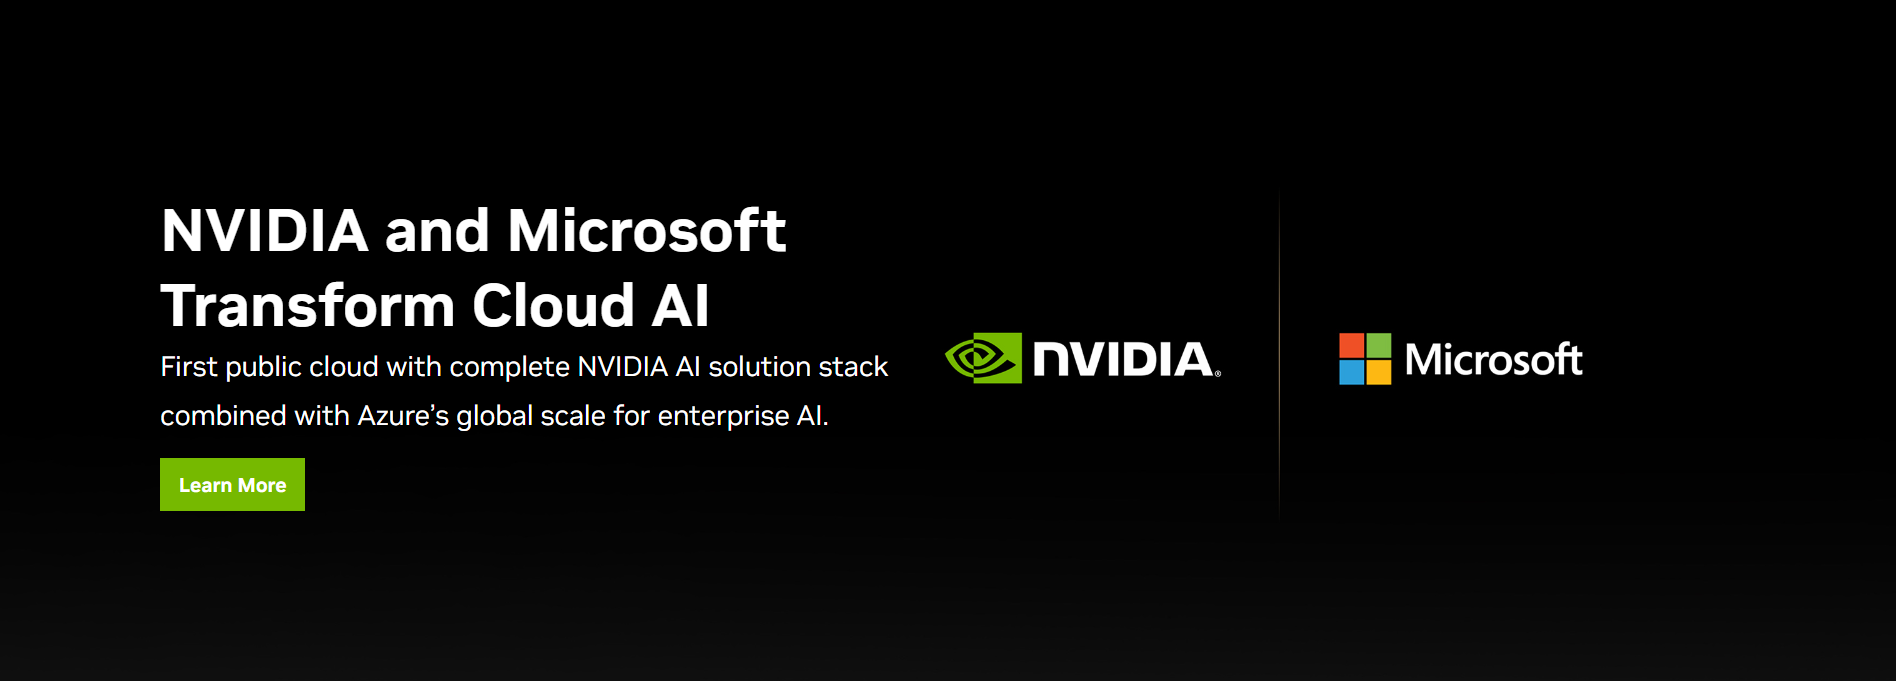 NVIDIA and Microsoft
Transform Cloud AI
First public cloud with complete NVIDIA AI solution stack
combined with Azure’s global scale for enterprise AI.
Learn More
NVIDIA®
Microsoft